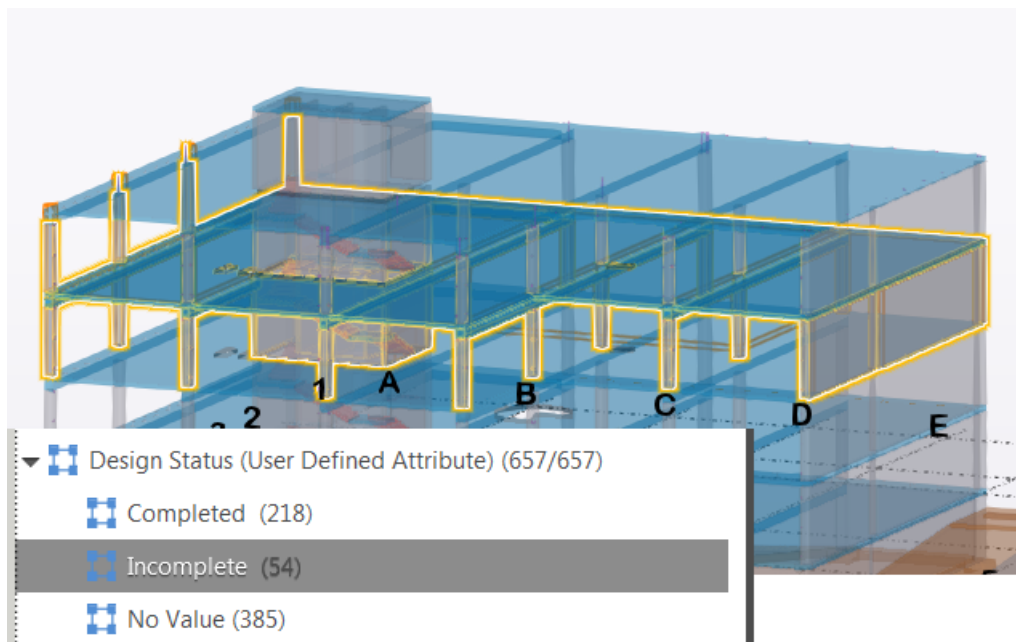 1
A
B
C
D
E
2
Design Status (User Defined Attribute) (657/657)
Completed (218)
Incomplete (54)
No Value (385)